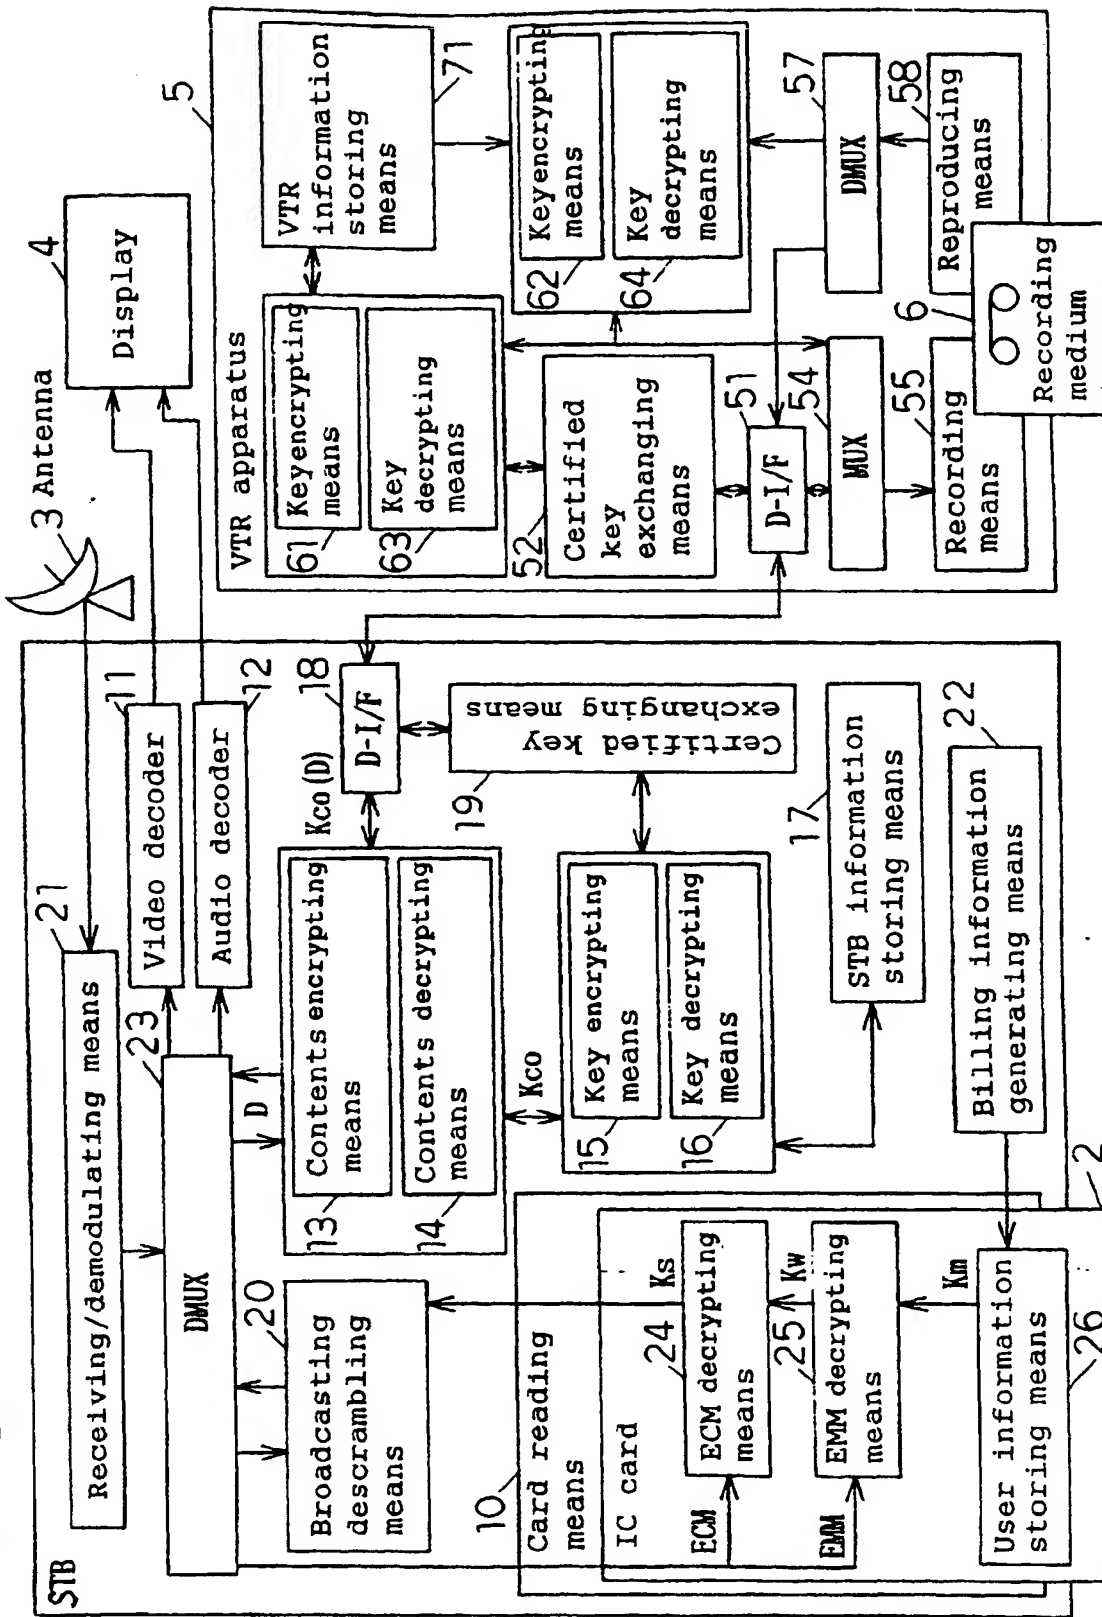 STB
Receiving/demodulating means
21
3 Antenna
4
Display
DMUX
23
Video decoder
11
Audio decoder
12
D
20
Broadcasting
descrambling
means
Contents encrypting
means
13
Contents decrypting
means
14
Kco(D)
18
D-I/F
Certified key
exchanging means
19
Kco
Key encrypting
means
15
Key decrypting
means
16
17
STB information
storing means
22
Billing information
generating means
10
Card reading
means
IC card
2
ECM
24
ECM decrypting
means
Ks
EMM
25
EMM decrypting
means
Kw
Km
User information
storing means
26
5
VTR apparatus
Keyencrypting
means
61
Key
decrypting
means
63
VTR
information
storing
means
71
52
Certified
key
exchanging
means
Keyencrypting
means
62
Key
decrypting
means
64
51
D-I/F
54
MUX
55
Recording
means
57
DMUX
58
Reproducing
means
6
Recording
medium